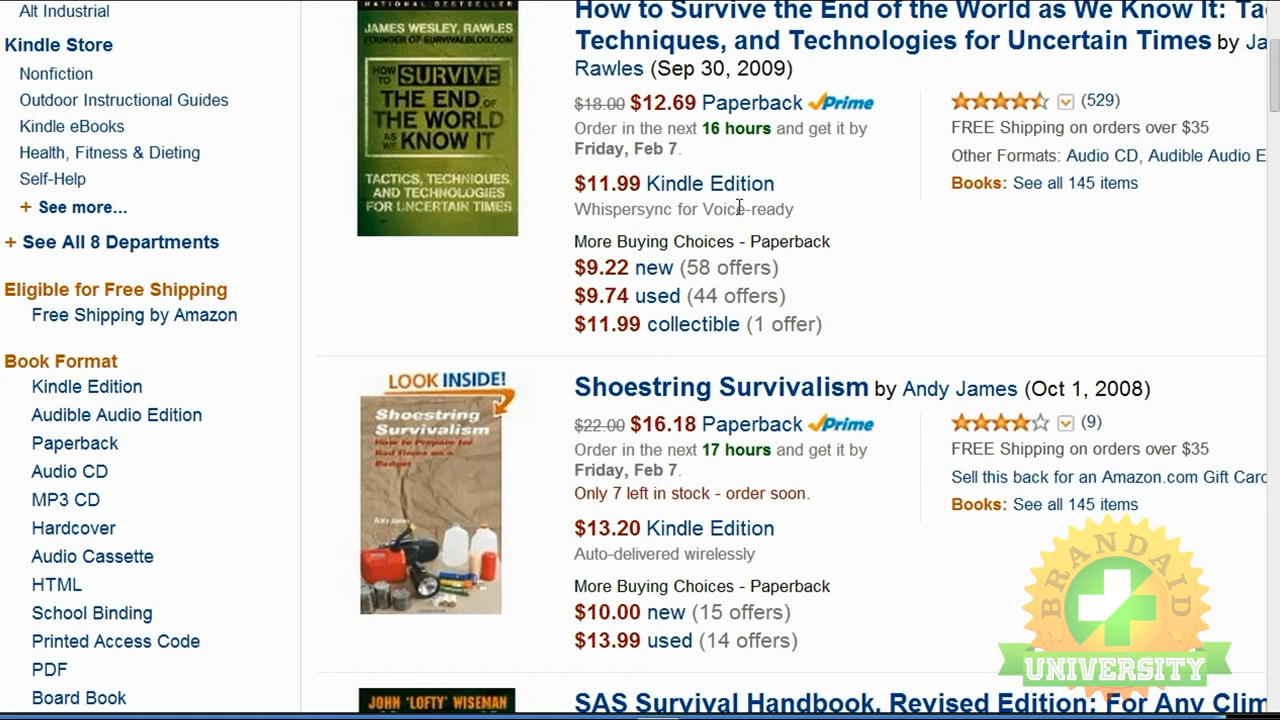 Alt Industrial
Kindle Store
Nonfiction
Outdoor Instructional Guides
Kindle eBooks
Health, Fitness & Dieting
Self-Help
+ See more...
+ See All 8 Departments
Eligible for Free Shipping
Free Shipping by Amazon
Book Format
Kindle Edition
Audible Audio Edition
Paperback
Audio CD
MP3 CD
Hardcover
Audio Cassette
HTML
School Binding
Printed Access Code
PDF
Board Book
NATIONAL BESTSELLER
JAMES WESLEY, RAWLES
FOUNDER OF SURVIVALBLOG.COM
HOW TO SURVIVE
THE END OF
THE WORLD
AS WE KNOW IT
TACTICS, TECHNIQUES,
AND TECHNOLOGIES
FOR UNCERTAIN TIMES
How to Survive the End of the World as We Know It: Ta
Techniques, and Technologies for Uncertain Times by Ja
Rawles (Sep 30, 2009)
$18.00 $12.69 Paperback Prime
Order in the next 16 hours and get it by
Friday, Feb 7.
$11.99 Kindle Edition
Whispersync for Voice-ready
More Buying Choices - Paperback
$9.22 new (58 offers)
$9.74 used (44 offers)
$11.99 collectible (1 offer)
(529)
FREE Shipping on orders over $35
Other Formats: Audio CD, Audible Audio E
Books: See all 145 items
LOOK INSIDE!
Shoestring
Survivalism
How to Prepare for
Bad Times on a
Budget
Andy James
Shoestring Survivalism by Andy James (Oct 1, 2008)
$22.00 $16.18 Paperback Prime
Order in the next 17 hours and get it by
Friday, Feb 7.
Only 7 left in stock - order soon.
$13.20 Kindle Edition
Auto-delivered wirelessly
More Buying Choices - Paperback
$10.00 new (15 offers)
$13.99 used (14 offers)
(9)
FREE Shipping on orders over $35
Sell this back for an Amazon.com Gift Card
Books: See all 145 items
BRANDAID
UNIVERSITY
JOHN 'LOFTY' WISEMAN
SAS Survival Handbook, Revised Edition: For Any Clim